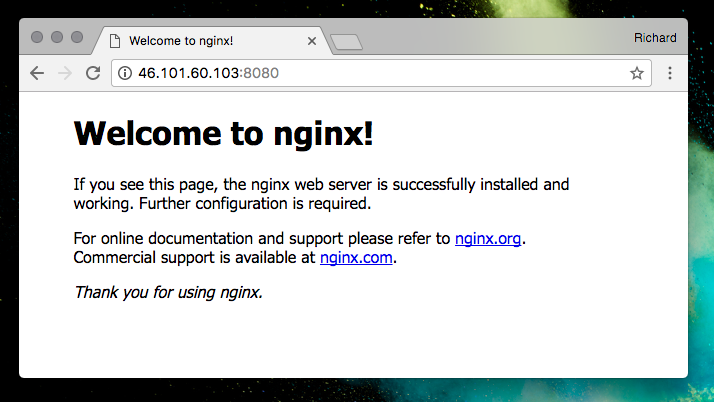 Welcome to nginx!
Richard
46.101.60.103:8080
Welcome to nginx!
If you see this page, the nginx web server is successfully installed and
working. Further configuration is required.
For online documentation and support please refer to nginx.org.
Commercial support is available at nginx.com.
Thank you for using nginx.